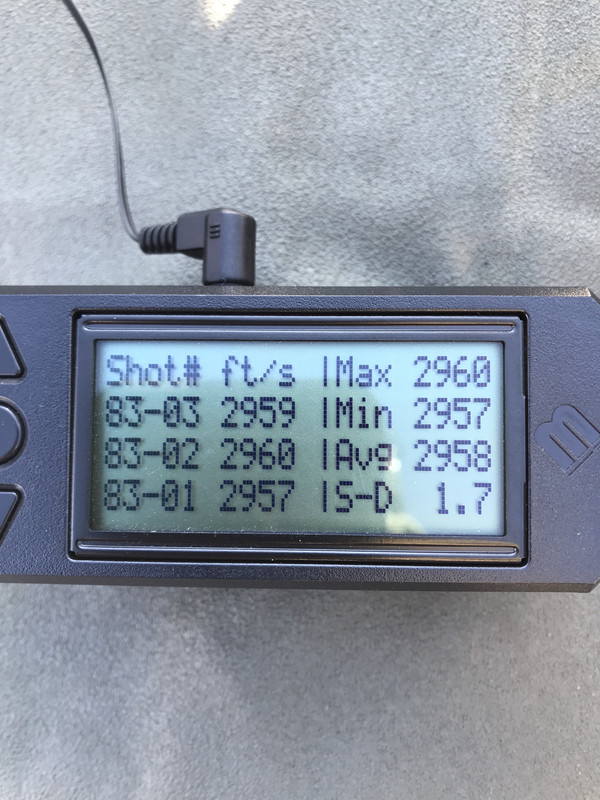 Shot# ft/s |Max 2960
83-03 2959 |Min 2957
83-02 2960 |Avg 2958
83-01 2957 |S-D 1.7